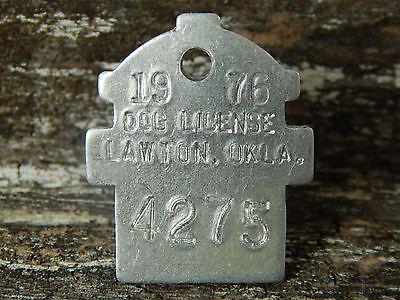 19 76
DOG LICENSE
LAWTON, OKLA.
4275